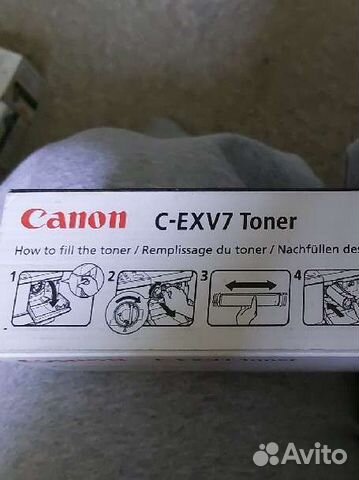 Canon C-EXV7 Toner
How to fill the toner / Remplissage du toner / Nachfüllen des
1 2 3 4
C-EXV7 Toner
Avito